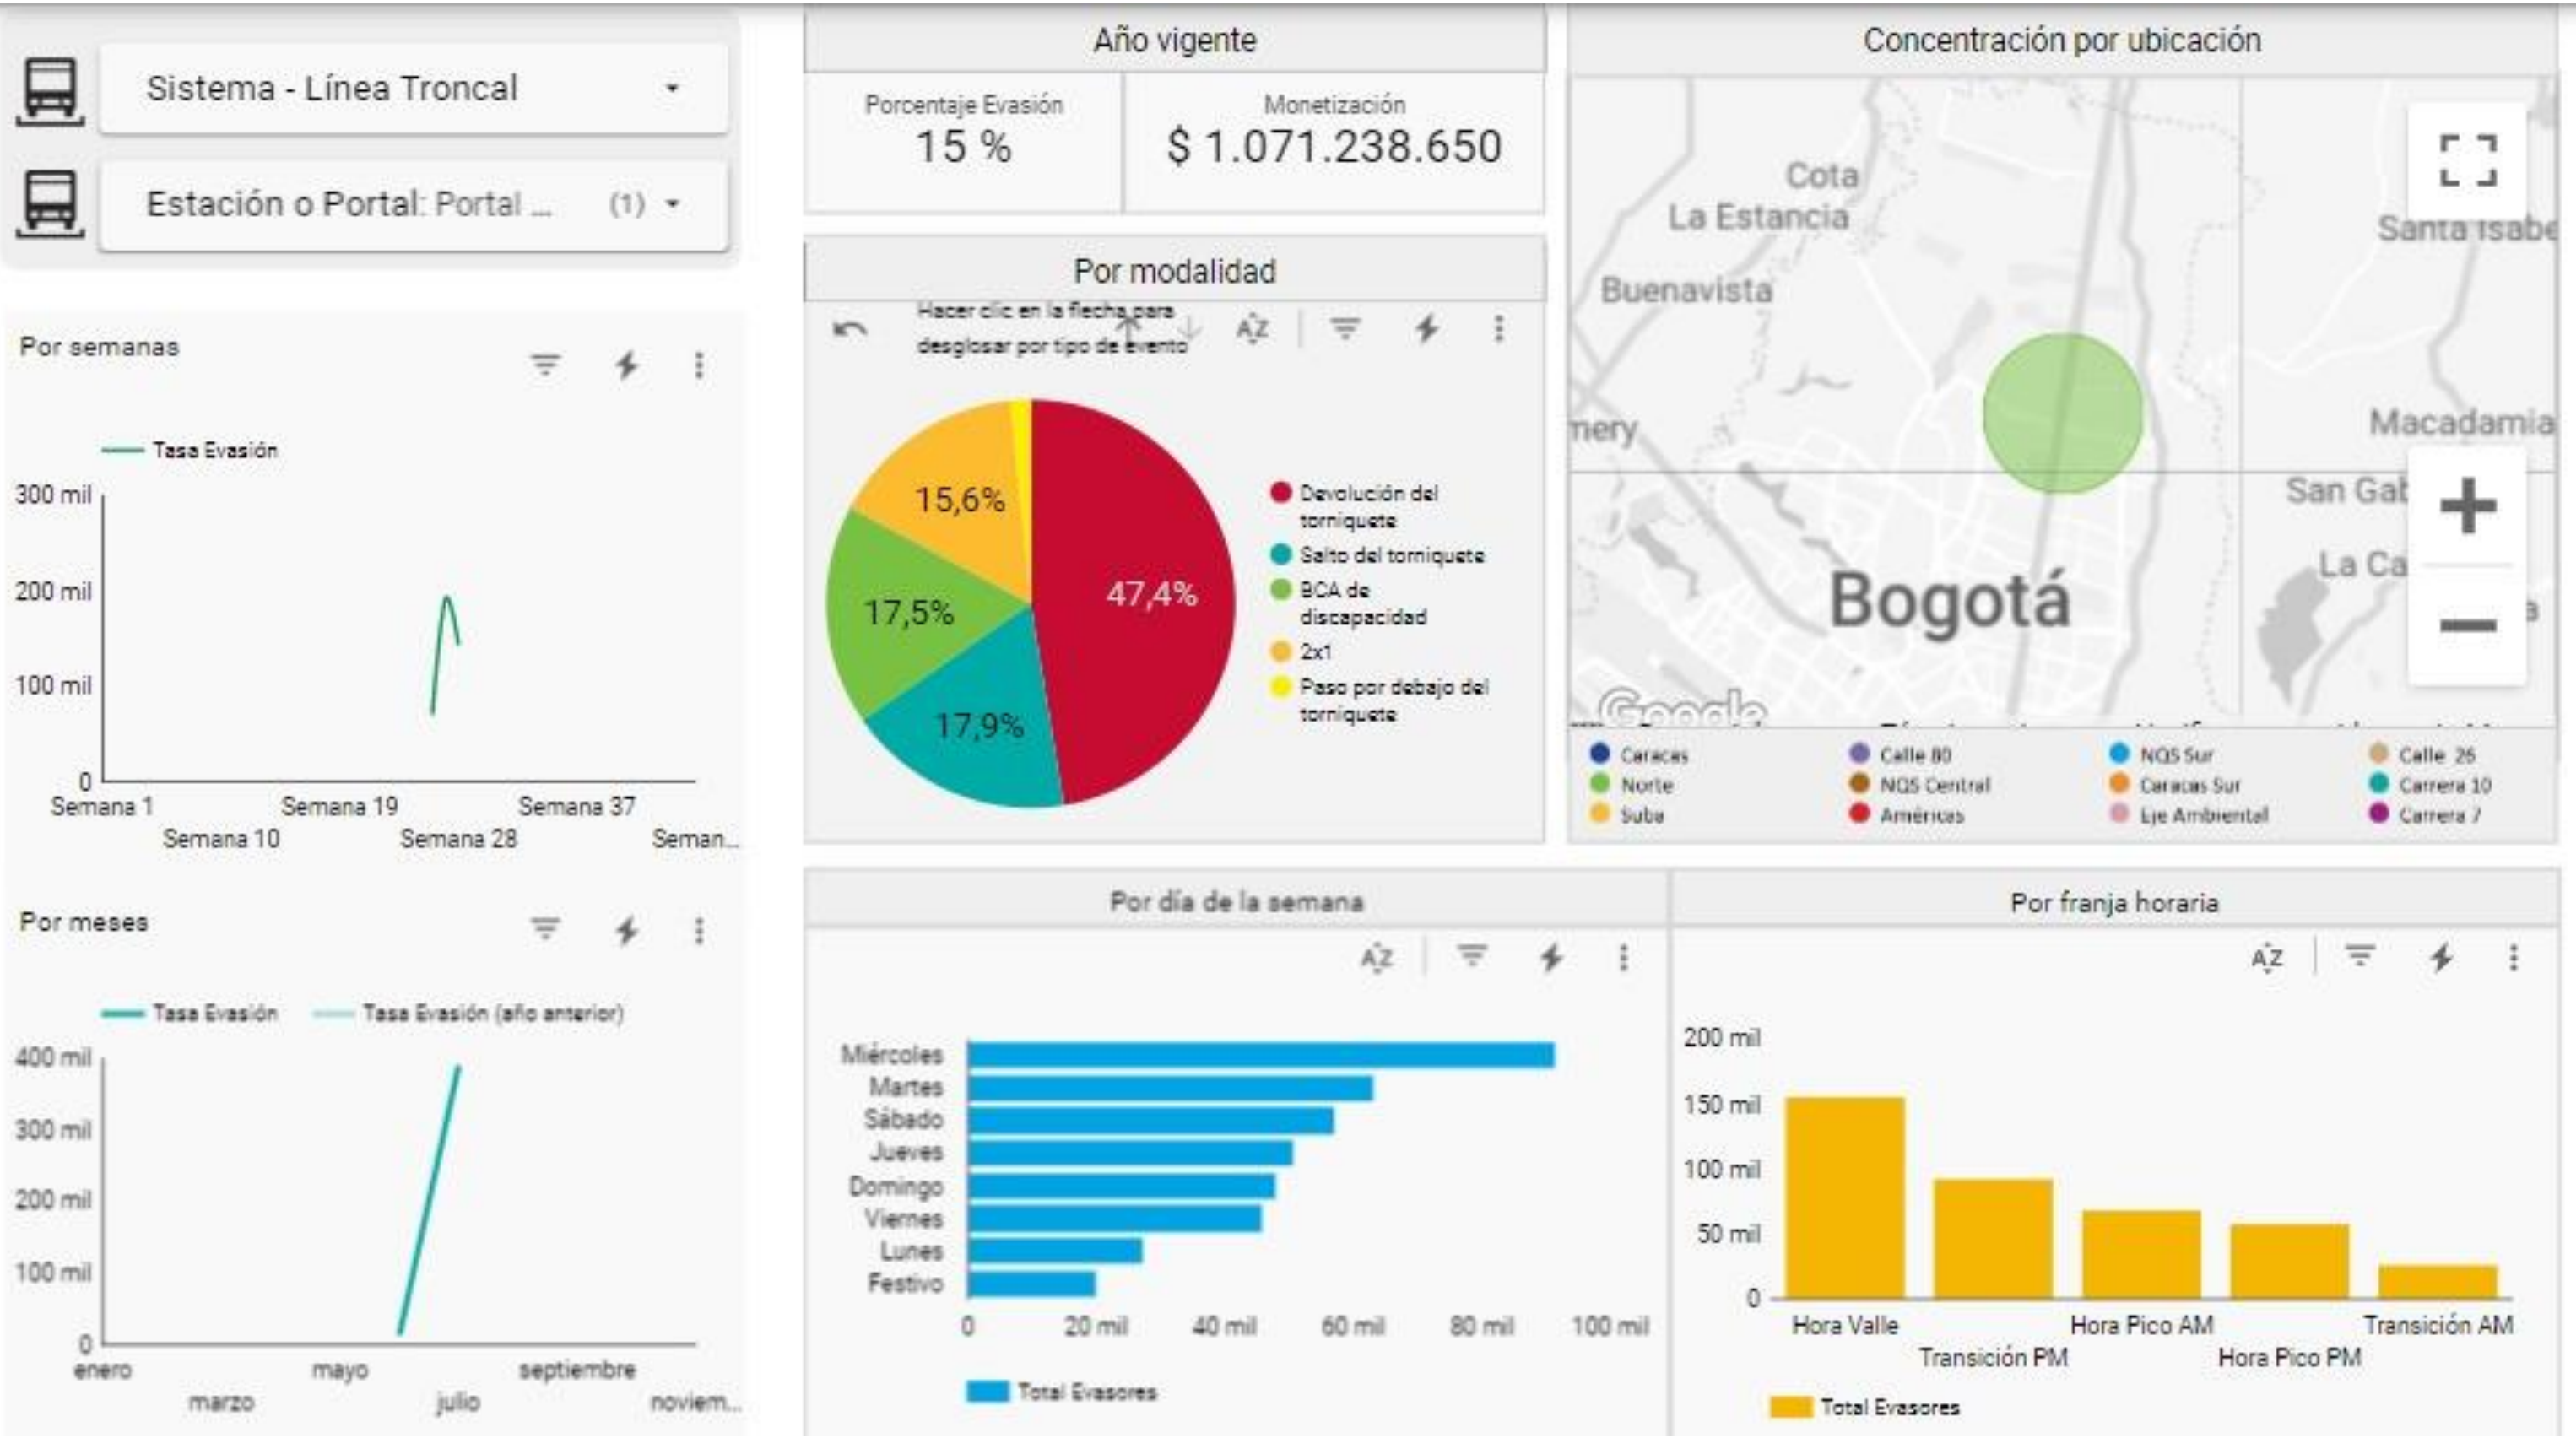 Sistema - Línea Troncal
Estación o Portal: Portal ... (1)
Por semanas
Tasa Evasión
300 mil
200 mil
100 mil
0
Semana 1
Semana 19
Semana 37
Semana 10
Semana 28
Seman...
Por meses
Tasa Evasión
Tasa Evasión (año anterior)
400 mil
300 mil
200 mil
100 mil
0
enero
mayo
septiembre
marzo
julio
noviem...
Año vigente
Porcentaje Evasión
15 %
Monetización
$ 1.071.238.650
Por modalidad
Hacer clic en la flecha para
desglosar por tipo de evento
AZ
15,6%
47,4%
17,5%
17,9%
Devolución del
torniquete
Salto del torniquete
BCA de
discapacidad
2x1
Paso por debajo del
torniquete
Concentración por ubicación
Cota
La Estancia
Santa Isabe
Buenavista
mery
Macadamia
San Gab
La Ca
Bogotá
Google
Caracas
Calle 80
NQS Sur
Calle 26
Norte
NQS Central
Caracas Sur
Carrera 10
Suba
Américas
Eje Ambiental
Carrera 7
Por día de la semana
AZ
Miércoles
Martes
Sábado
Jueves
Domingo
Viernes
Lunes
Festivo
0
20 mil
40 mil
60 mil
80 mil
100 mil
Total Evasores
Por franja horaria
AZ
200 mil
150 mil
100 mil
50 mil
0
Hora Valle
Hora Pico AM
Transición AM
Transición PM
Hora Pico PM
Total Evasores